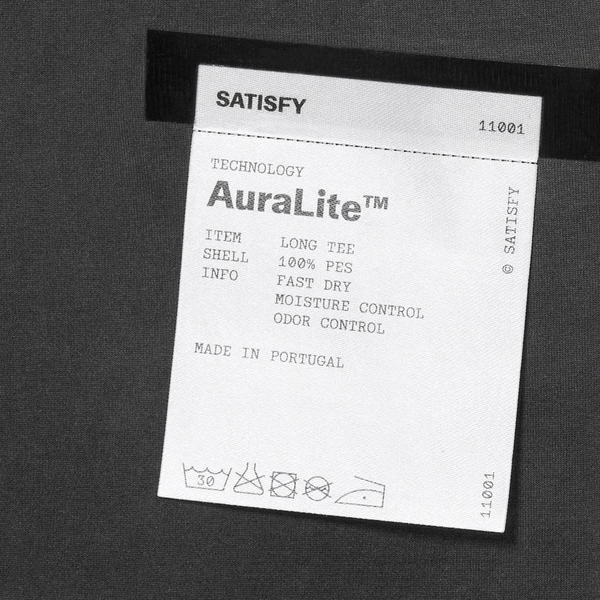 SATISFY
11001
TECHNOLOGY
AuraLite™
ITEM LONG TEE
SHELL 100% PES
INFO FAST DRY
MOISTURE CONTROL
ODOR CONTROL
MADE IN PORTUGAL
30
© SATISFY
11001